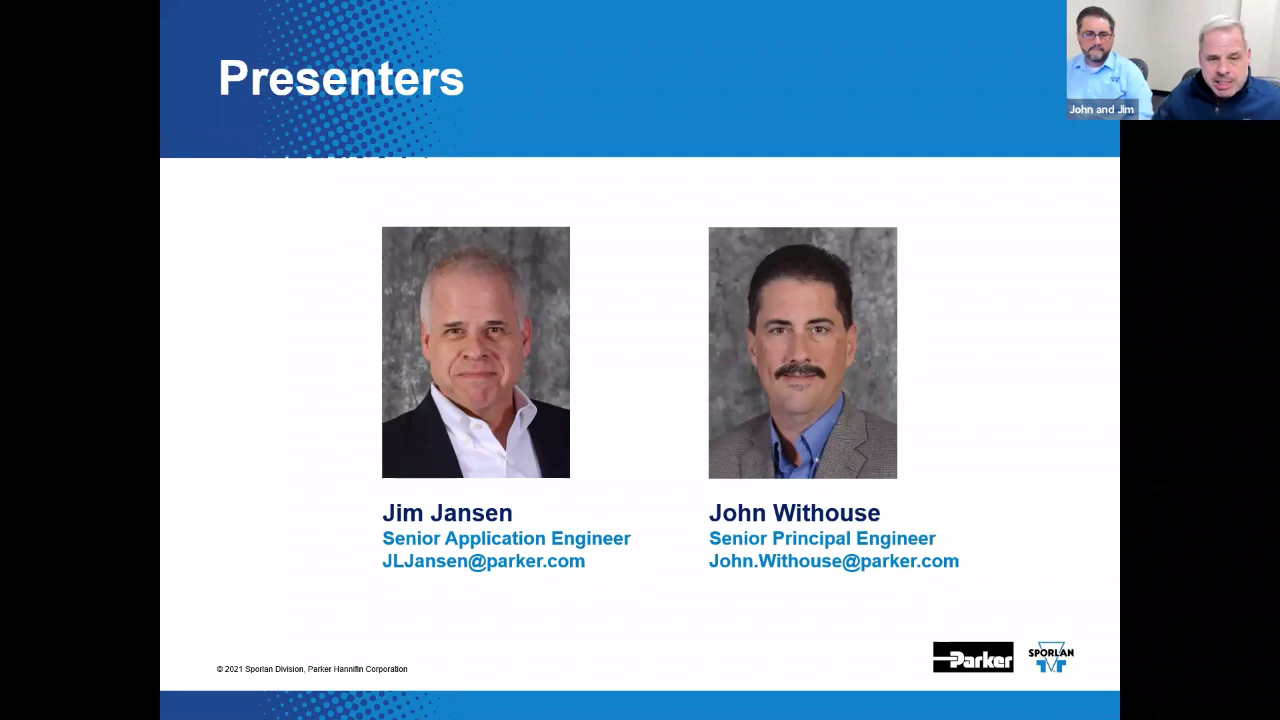 Presenters
John and Jim
Jim Jansen
Senior Application Engineer
JLJansen@parker.com
John Withouse
Senior Principal Engineer
John.Withouse@parker.com
© 2021 Sporlan Division, Parker Hannifin Corporation
Parker
SPORLAN